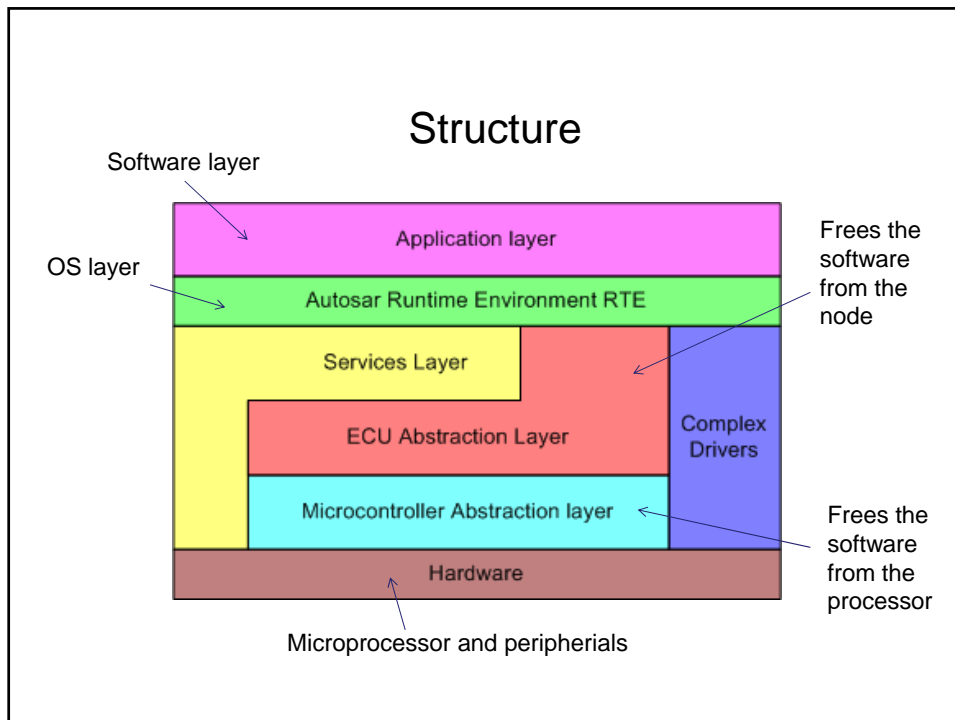 Structure
Software layer
Application layer
Frees the
software
from the
node
OS layer
Autosar Runtime Environment RTE
Services Layer
ECU Abstraction Layer
Complex
Drivers
Microcontroller Abstraction layer
Frees the
software
from the
processor
Hardware
Microprocessor and peripherials